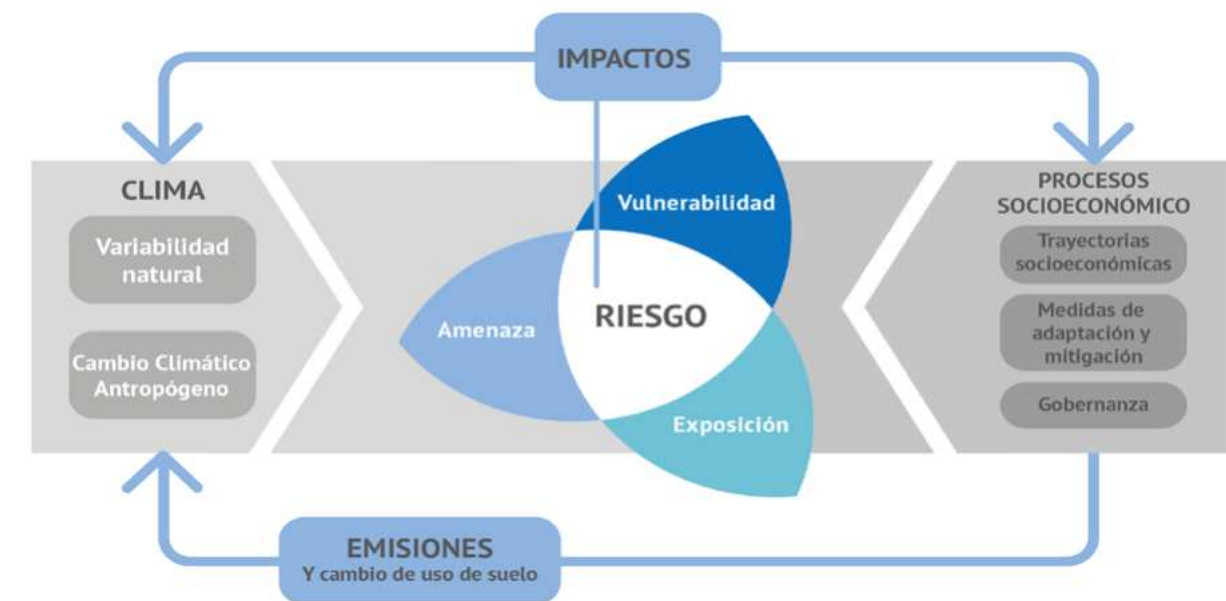 IMPACTOS
CLIMA
Variabilidad
natural
Cambio Climático
Antropógeno
Vulnerabilidad
Amenaza
RIESGO
Exposición
PROCESOS
SOCIOECONÓMICO
Trayectorias
socioeconómicas
Medidas de
adaptación y
mitigación
Gobernanza
EMISIONES
Y cambio de uso de suelo